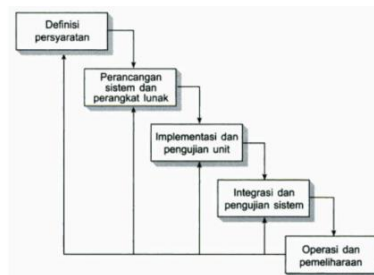 Definisi
persyaratan
Perancangan
sistem dan
perangkat lunak
Implementasi dan
pengujian unit
Integrasi dan
pengujian sistem
Operasi dan
pemeliharaan